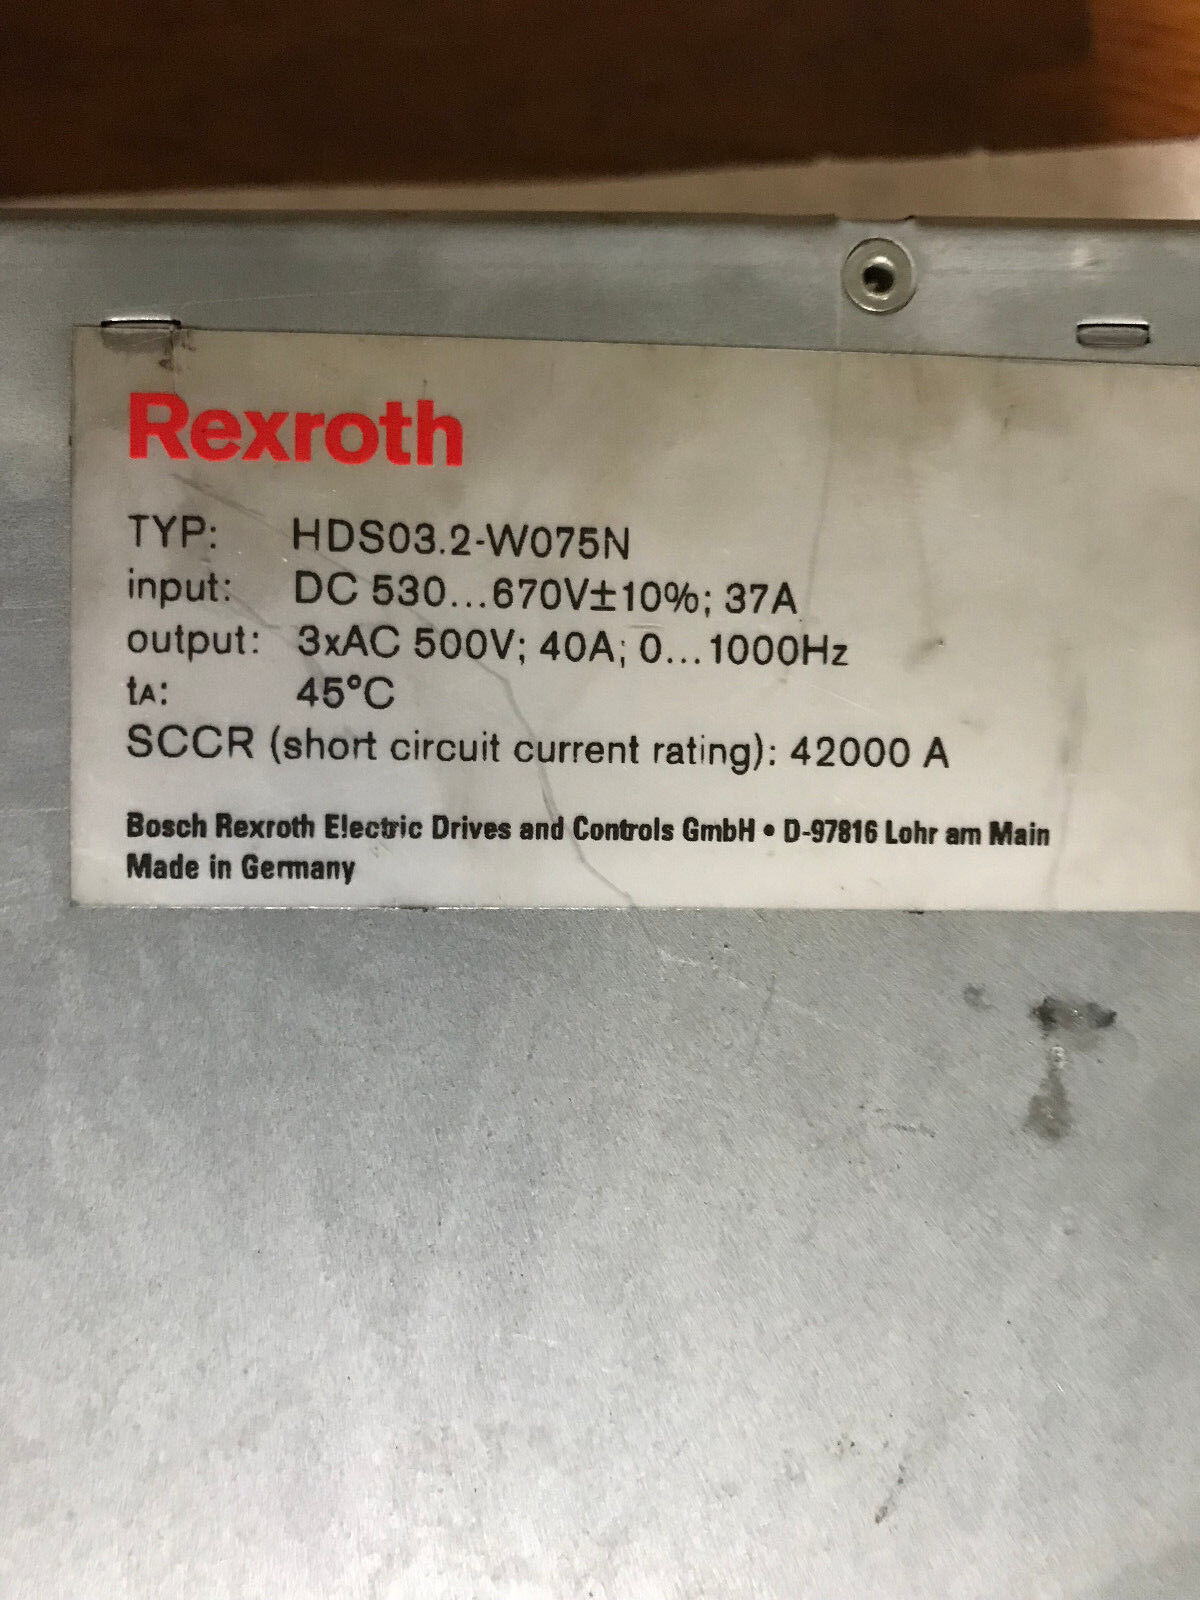 Rexroth
TYP: HDS03.2-W075N
input: DC 530...670V±10%; 37A
output: 3xAC 500V; 40A; 0...1000Hz
tA: 45°C
SCCR (short circuit current rating): 42000 A
Bosch Rexroth Electric Drives and Controls GmbH • D-97816 Lohr am Main
Made in Germany